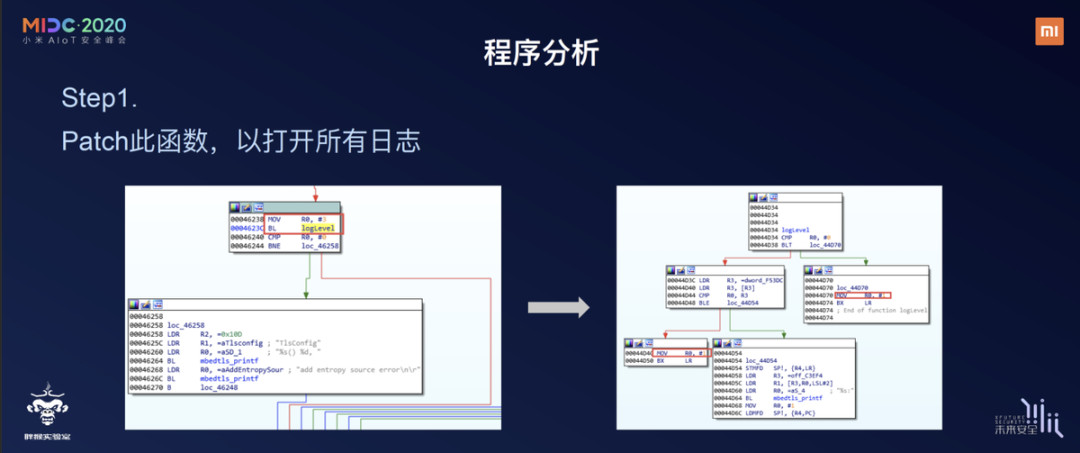 MIDC·2020
小米 AIoT 安全峰会
程序分析
Step1.
Patch此函数，以打开所有日志
00046238 MOV R0, #3
0004623C BL logLevel
00046240 CMP R0, #0
00046244 BNE loc_46258
00046258
00046258 loc_46258
00046258 LDR R2, =0x10D
0004625C LDR R1, =aTlsconfig ; "TlsConfig"
00046260 LDR R0, =aSD_1 ; "%s() %d, "
00046264 BL mbedtls_printf
00046268 LDR R0, =aAddEntropySour ; "add entropy source error\n\r"
0004626C BL mbedtls_printf
00046270 B loc_46248
00044D34
00044D34
00044D34
00044D34 logLevel
00044D34 CMP R0, #0
00044D38 BLT loc_44D70
00044D3C LDR R3, =dword_F53DC
00044D40 LDR R3, [R3]
00044D44 CMP R0, R3
00044D48 BLE loc_44D54
00044D70
00044D70 loc_44D70
00044D70 MOV R0, #
00044D74 BX LR
00044D74 ; End of function logLevel
00044D74
00044D4C MOV R0, #
00044D50 BX LR
00044D54
00044D54 loc_44D54
00044D54 STMFD SP!, {R4,LR}
00044D58 LDR R3, =off_C3EF4
00044D5C LDR R1, [R3,R0,LSL#2]
00044D60 LDR R0, =aS_4 ; "%s:"
00044D64 BL mbedtls_printf
00044D68 MOV R0, #
00044D6C LDMFD SP!, {R4,PC}
胖猴实验室
XFUTURE
SECURITY
未来安全